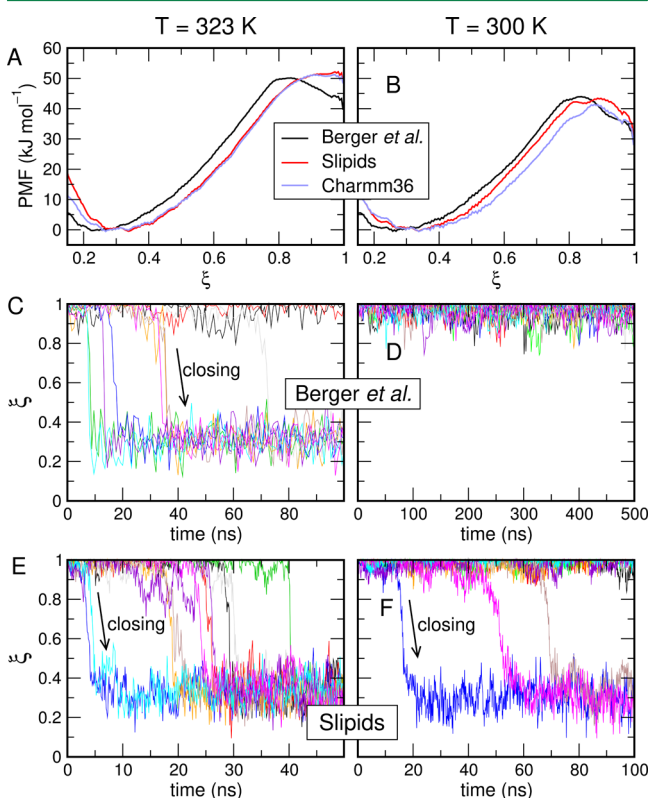 T = 323 K
T = 300 K
A
B
60
50
40
30
20
10
0
PMF (kJ mol⁻¹)
Berger et al.
Slipids
Charmm36
0.2 0.4 0.6 0.8 1
0.2 0.4 0.6 0.8 1
ξ
ξ
C
D
1
0.8
0.6
0.4
0.2
0
ξ
closing
Berger et al.
0 20 40 60 80
0 100 200 300 400 500
time (ns)
time (ns)
E
F
1
0.8
0.6
0.4
0.2
0
ξ
closing
closing
Slipids
0 10 20 30 40
0 20 40 60 80 100
time (ns)
time (ns)